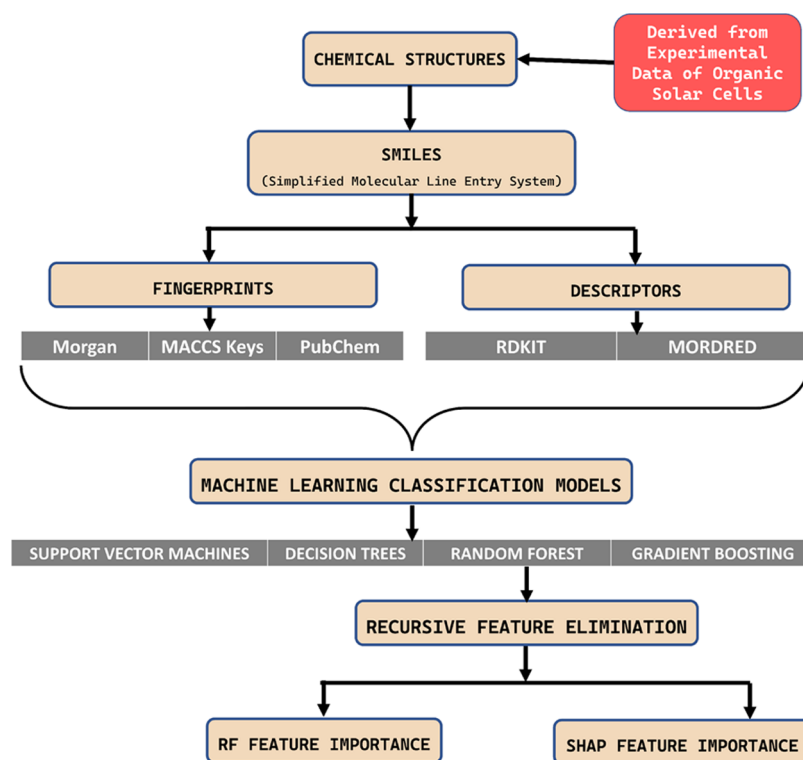 Derived from
Experimental
Data of Organic
Solar Cells
CHEMICAL STRUCTURES
SMILES
(Simplified Molecular Line Entry System)
FINGERPRINTS
DESCRIPTORS
Morgan MACCS Keys PubChem RDKIT MORDRED
MACHINE LEARNING CLASSIFICATION MODELS
SUPPORT VECTOR MACHINES DECISION TREES RANDOM FOREST GRADIENT BOOSTING
RECURSIVE FEATURE ELIMINATION
RF FEATURE IMPORTANCE
SHAP FEATURE IMPORTANCE